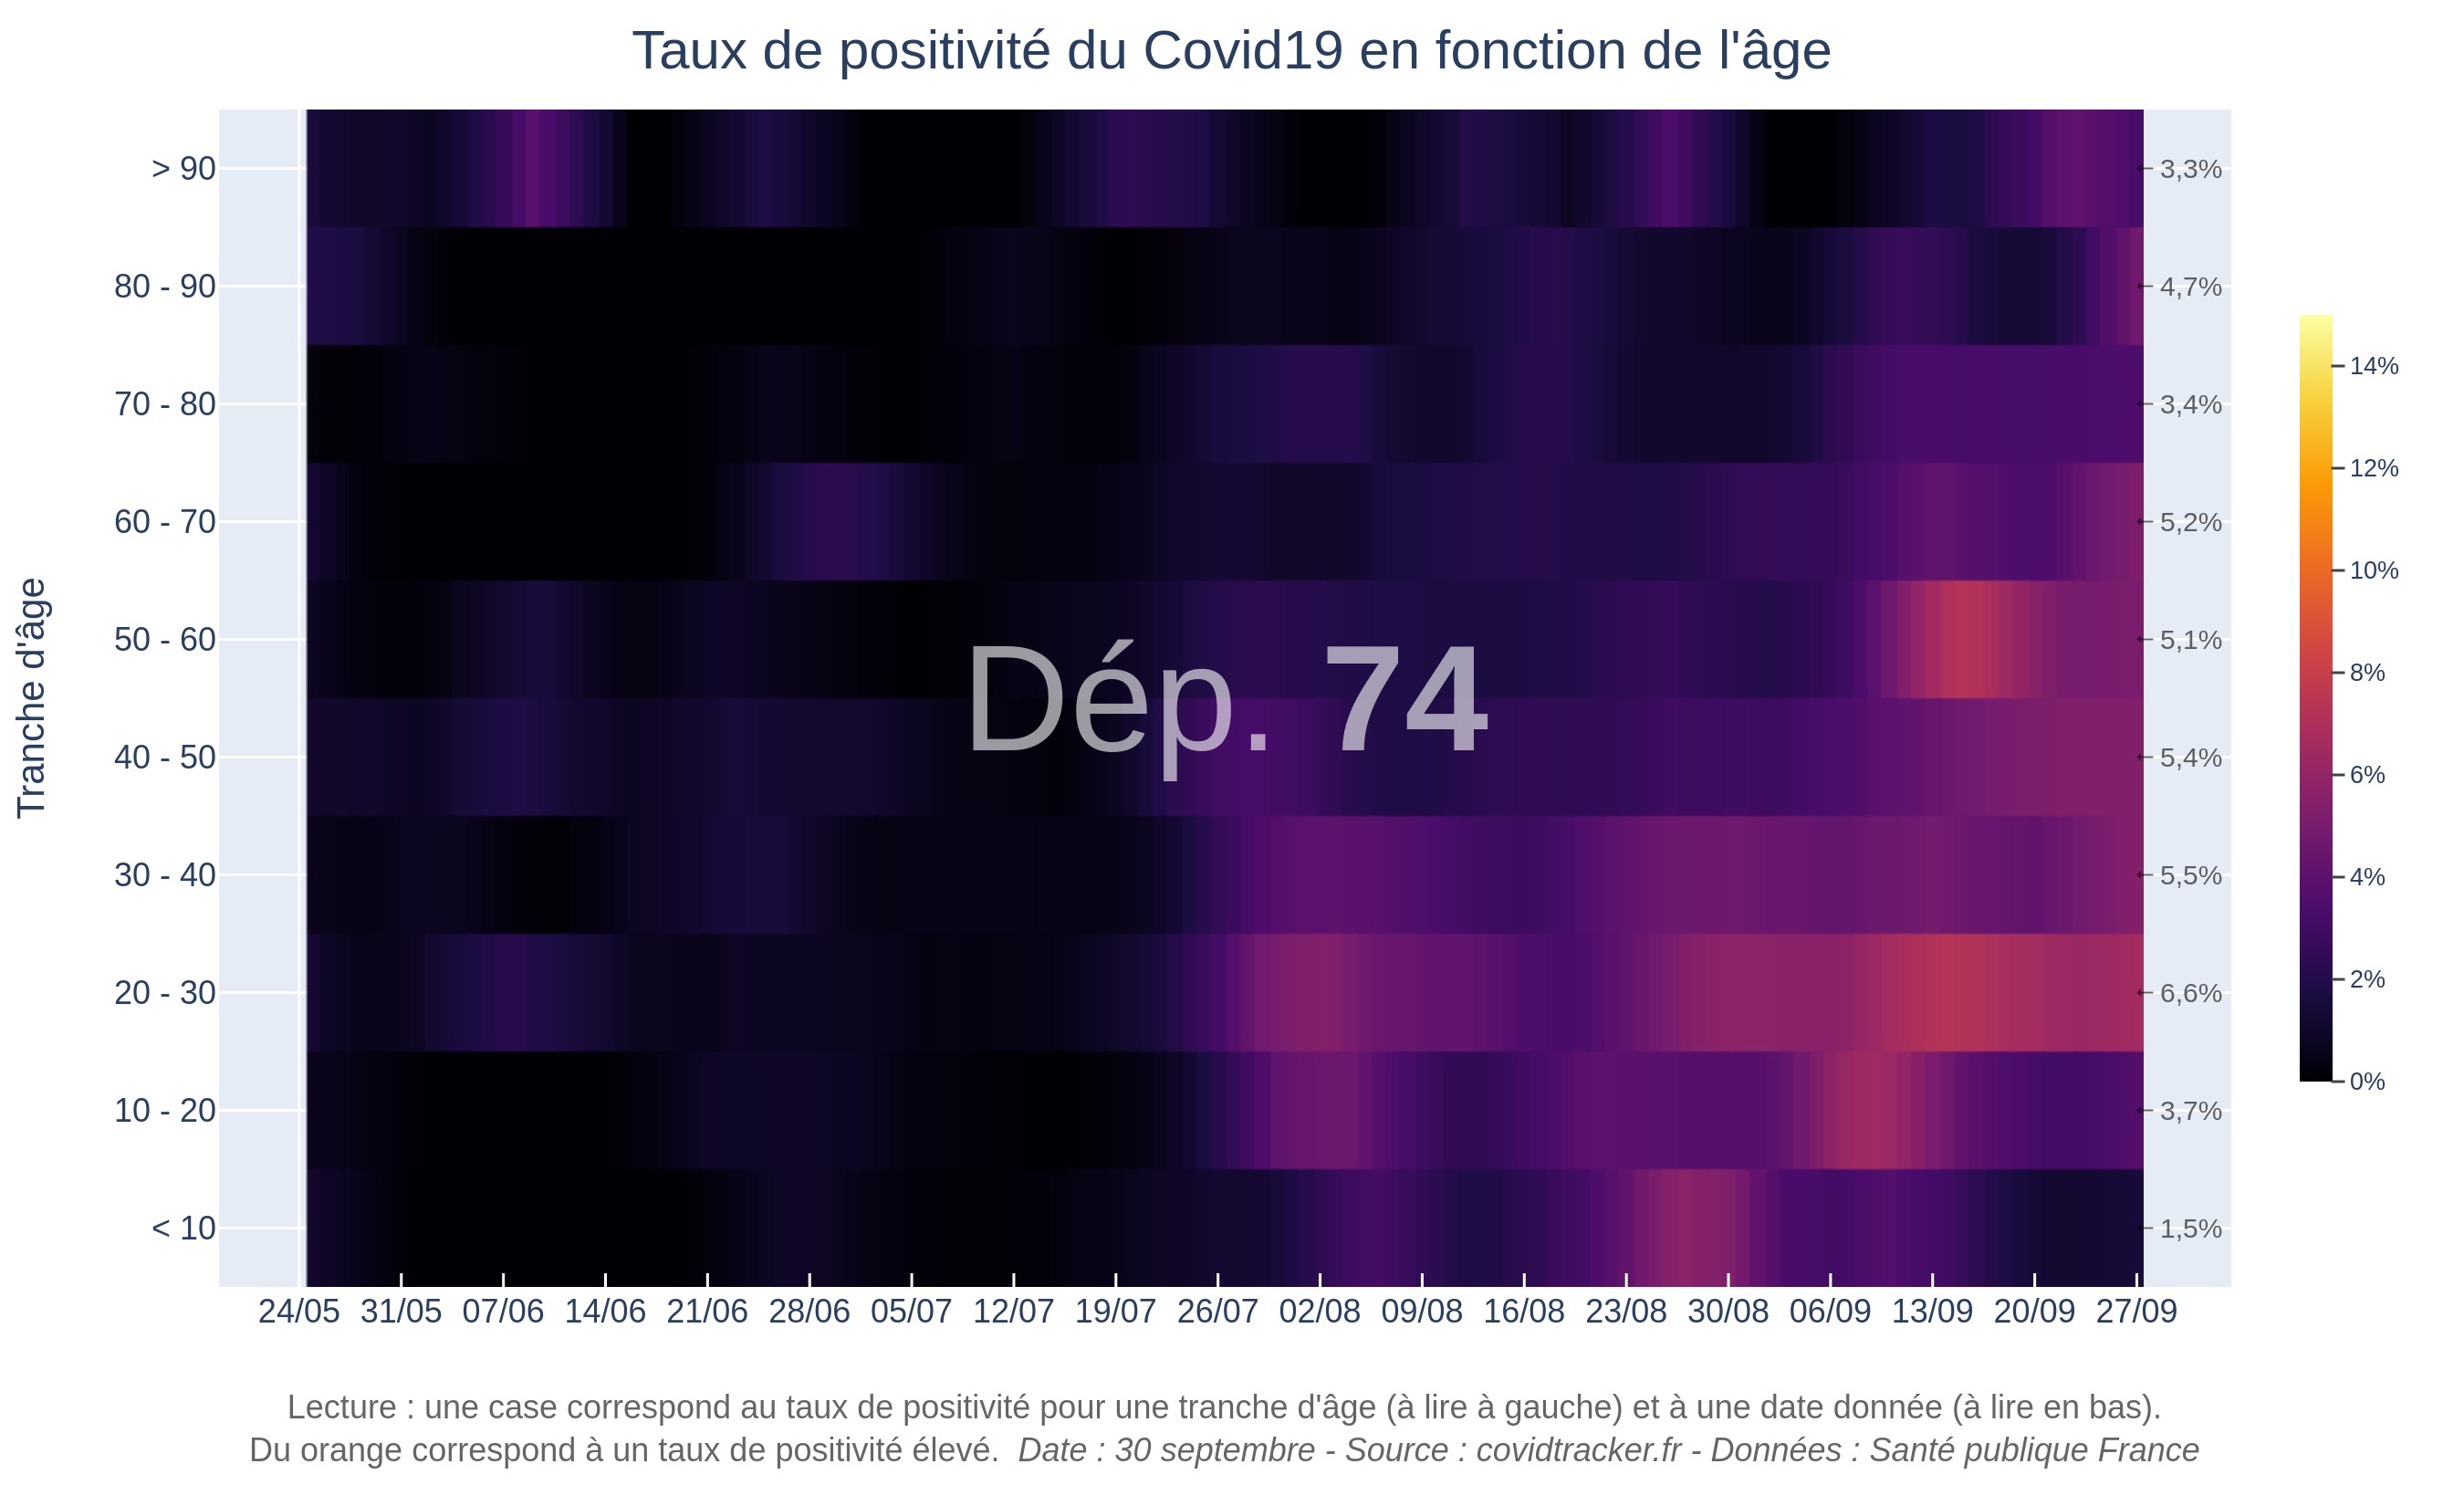 Taux de positivité du Covid19 en fonction de l'âge
Tranche d'âge
> 90
80 - 90
70 - 80
60 - 70
50 - 60
40 - 50
30 - 40
20 - 30
10 - 20
< 10
Dép. 74
3,3%
4,7%
3,4%
5,2%
5,1%
5,4%
5,5%
6,6%
3,7%
1,5%
14%
12%
10%
8%
6%
4%
2%
0%
24/05 31/05 07/06 14/06 21/06 28/06 05/07 12/07 19/07 26/07 02/08 09/08 16/08 23/08 30/08 06/09 13/09 20/09 27/09
Lecture : une case correspond au taux de positivité pour une tranche d'âge (à lire à gauche) et à une date donnée (à lire en bas).
Du orange correspond à un taux de positivité élevé. Date : 30 septembre - Source : covidtracker.fr - Données : Santé publique France